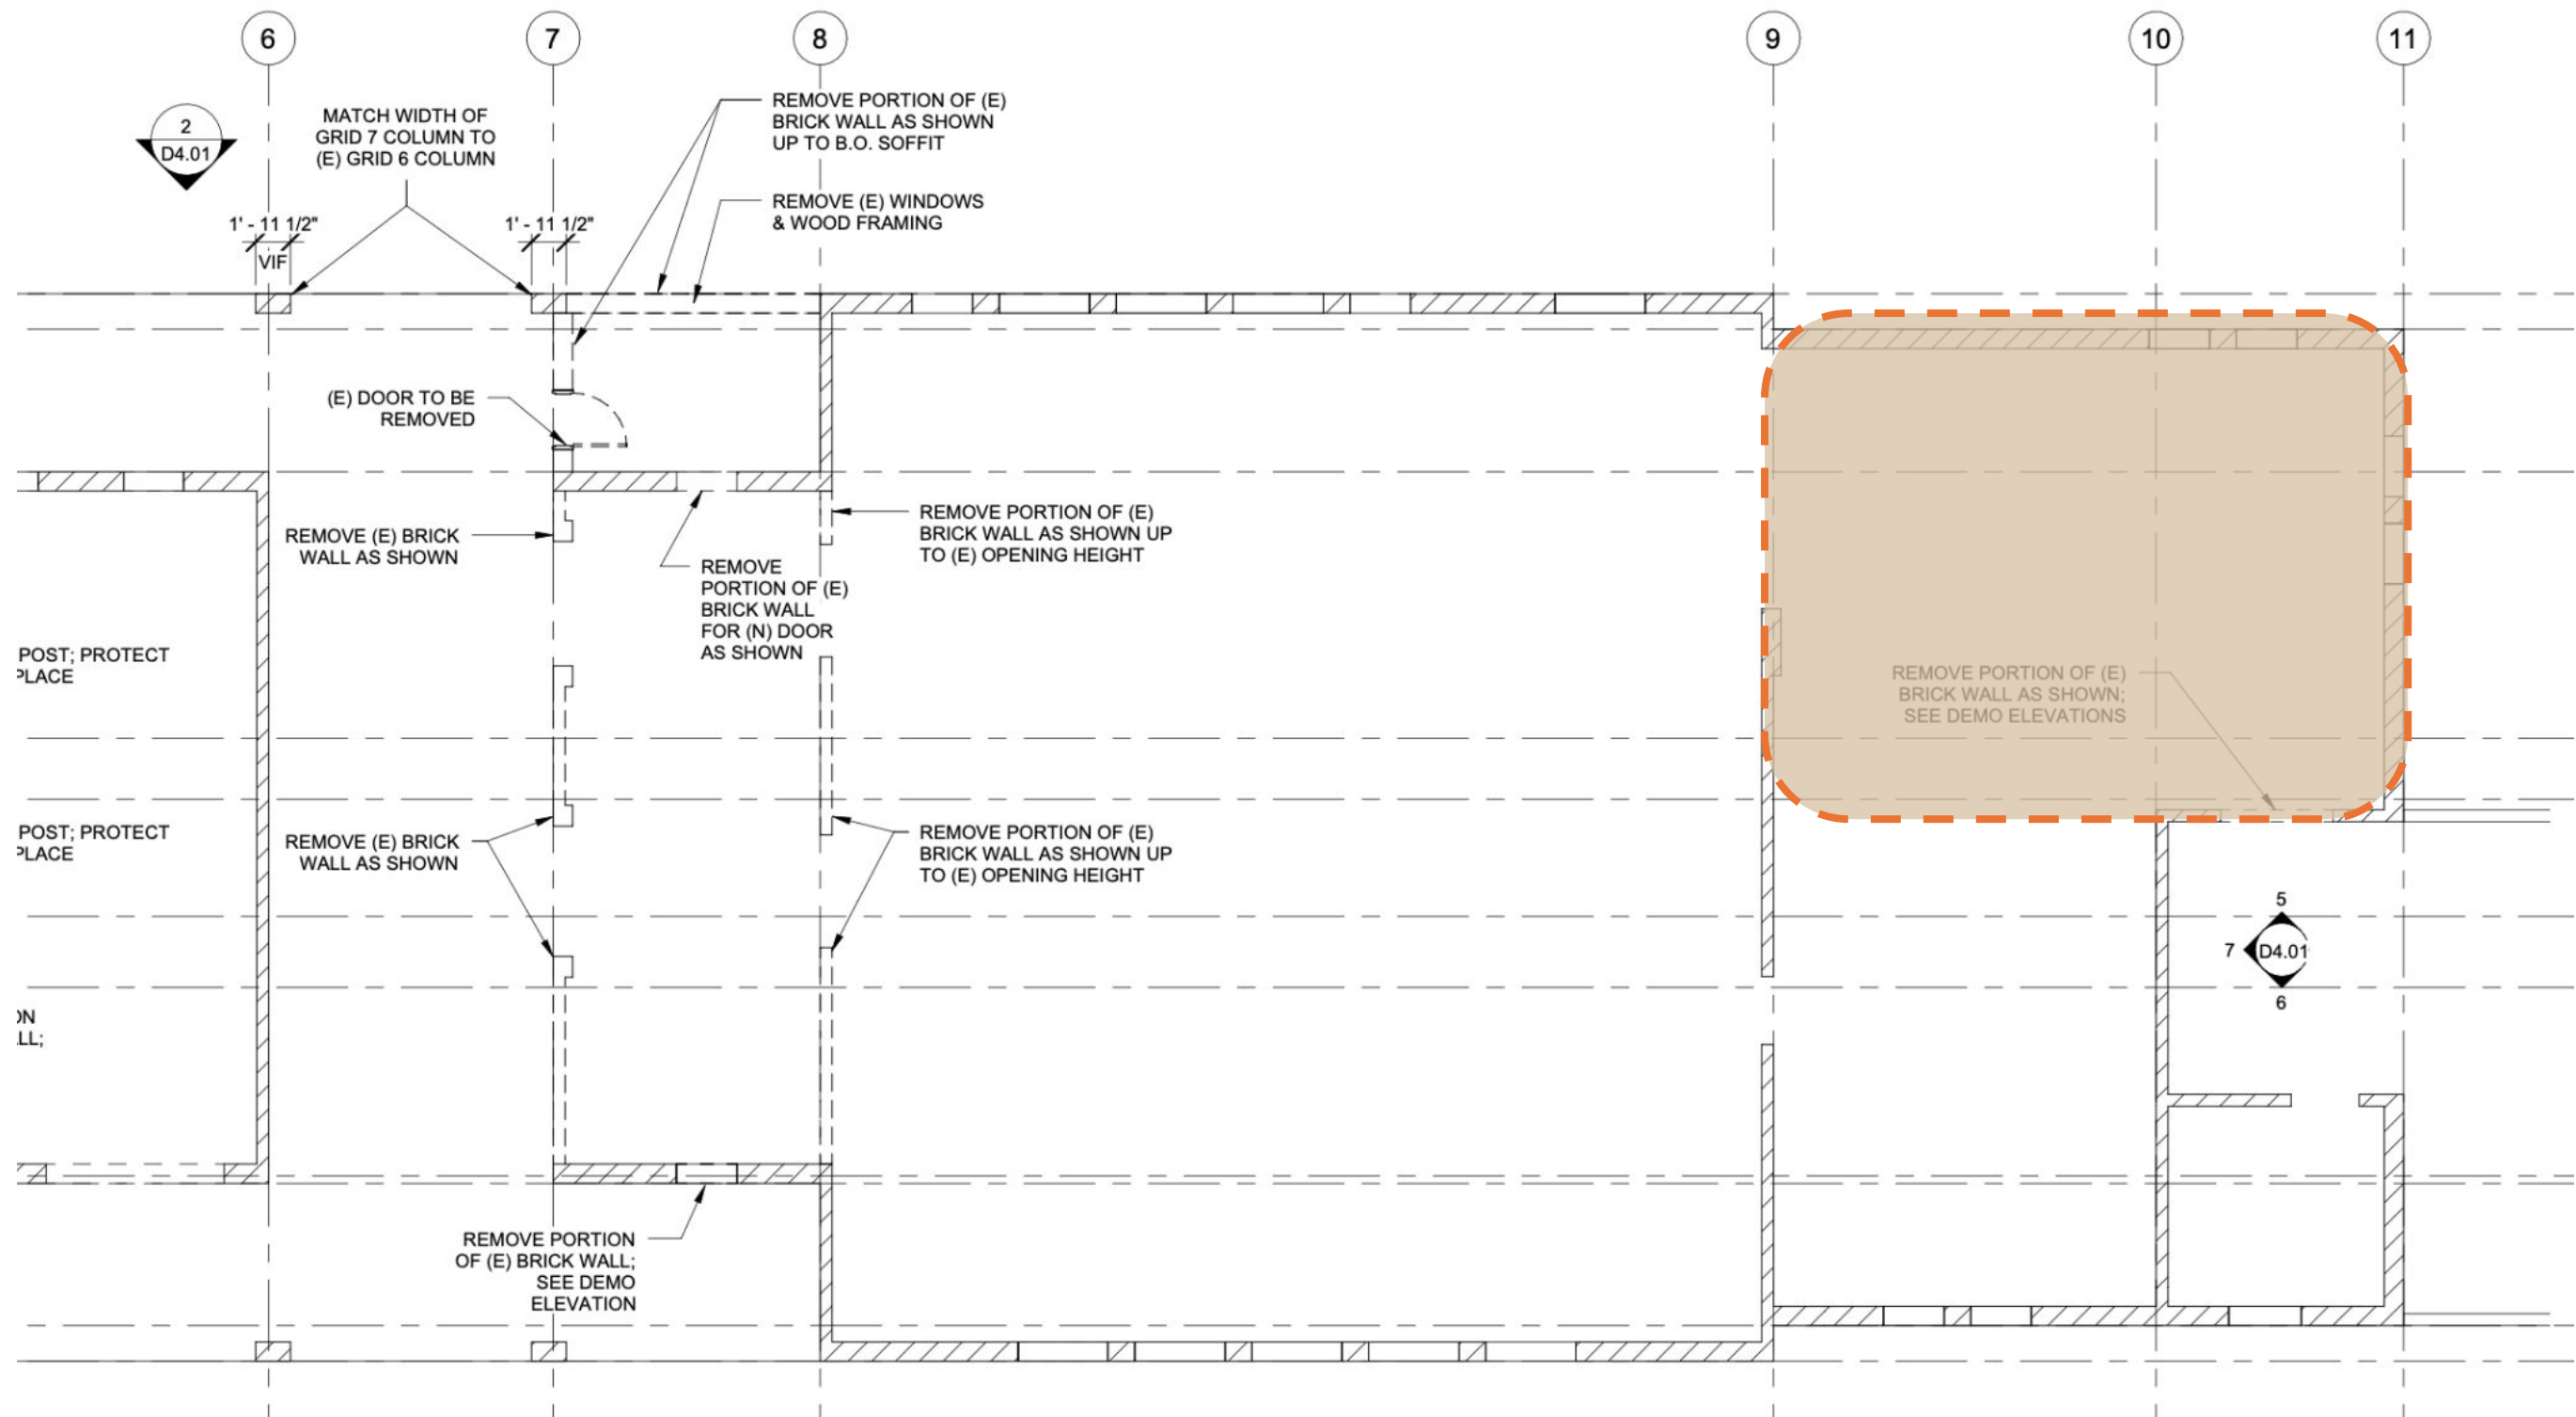 6
7
8
9
10
11
2
D4.01
MATCH WIDTH OF
GRID 7 COLUMN TO
(E) GRID 6 COLUMN
REMOVE PORTION OF (E)
BRICK WALL AS SHOWN
UP TO B.O. SOFFIT
REMOVE (E) WINDOWS
& WOOD FRAMING
1' - 11 1/2"
VIF
1' - 11 1/2"
(E) DOOR TO BE
REMOVED
REMOVE (E) BRICK
WALL AS SHOWN
REMOVE
PORTION OF (E)
BRICK WALL
FOR (N) DOOR
AS SHOWN
REMOVE PORTION OF (E)
BRICK WALL AS SHOWN UP
TO (E) OPENING HEIGHT
POST; PROTECT
PLACE
REMOVE PORTION OF (E)
BRICK WALL AS SHOWN;
SEE DEMO ELEVATIONS
POST; PROTECT
PLACE
REMOVE (E) BRICK
WALL AS SHOWN
REMOVE PORTION OF (E)
BRICK WALL AS SHOWN UP
TO (E) OPENING HEIGHT
5
7
D4.01
6
ON
LL;
REMOVE PORTION
OF (E) BRICK WALL;
SEE DEMO
ELEVATION